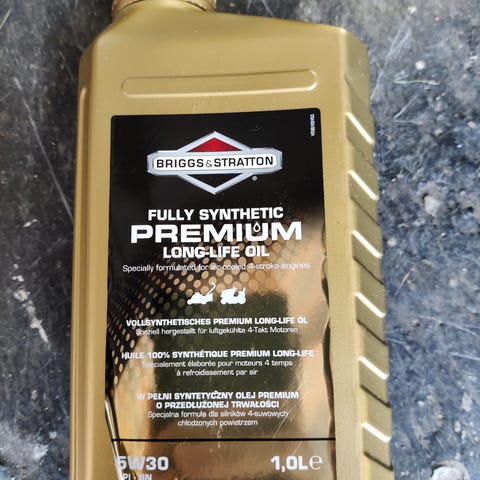 BRIGGS & STRATTON
®
FULLY SYNTHETIC
PREMIUM
LONG-LIFE OIL
Specially formulated for air-cooled 4-stroke engines
VOLLSYNTHETISCHES PREMIUM LONG-LIFE ÖL
Speziell hergestellt für luftgekühlte 4-Takt Motoren
HUILE 100% SYNTHÉTIQUE PREMIUM LONG-LIFE
Spécialement élaborée pour moteurs 4 temps
à refroidissement par air
W PEŁNI SYNTETYCZNY OLEJ PREMIUM
O PRZEDŁUŻONEJ TRWAŁOŚCI
Specjalna formuła dla silników 4-suwowych
chłodzonych powietrzem
5W30 1,0L℮
API - SN